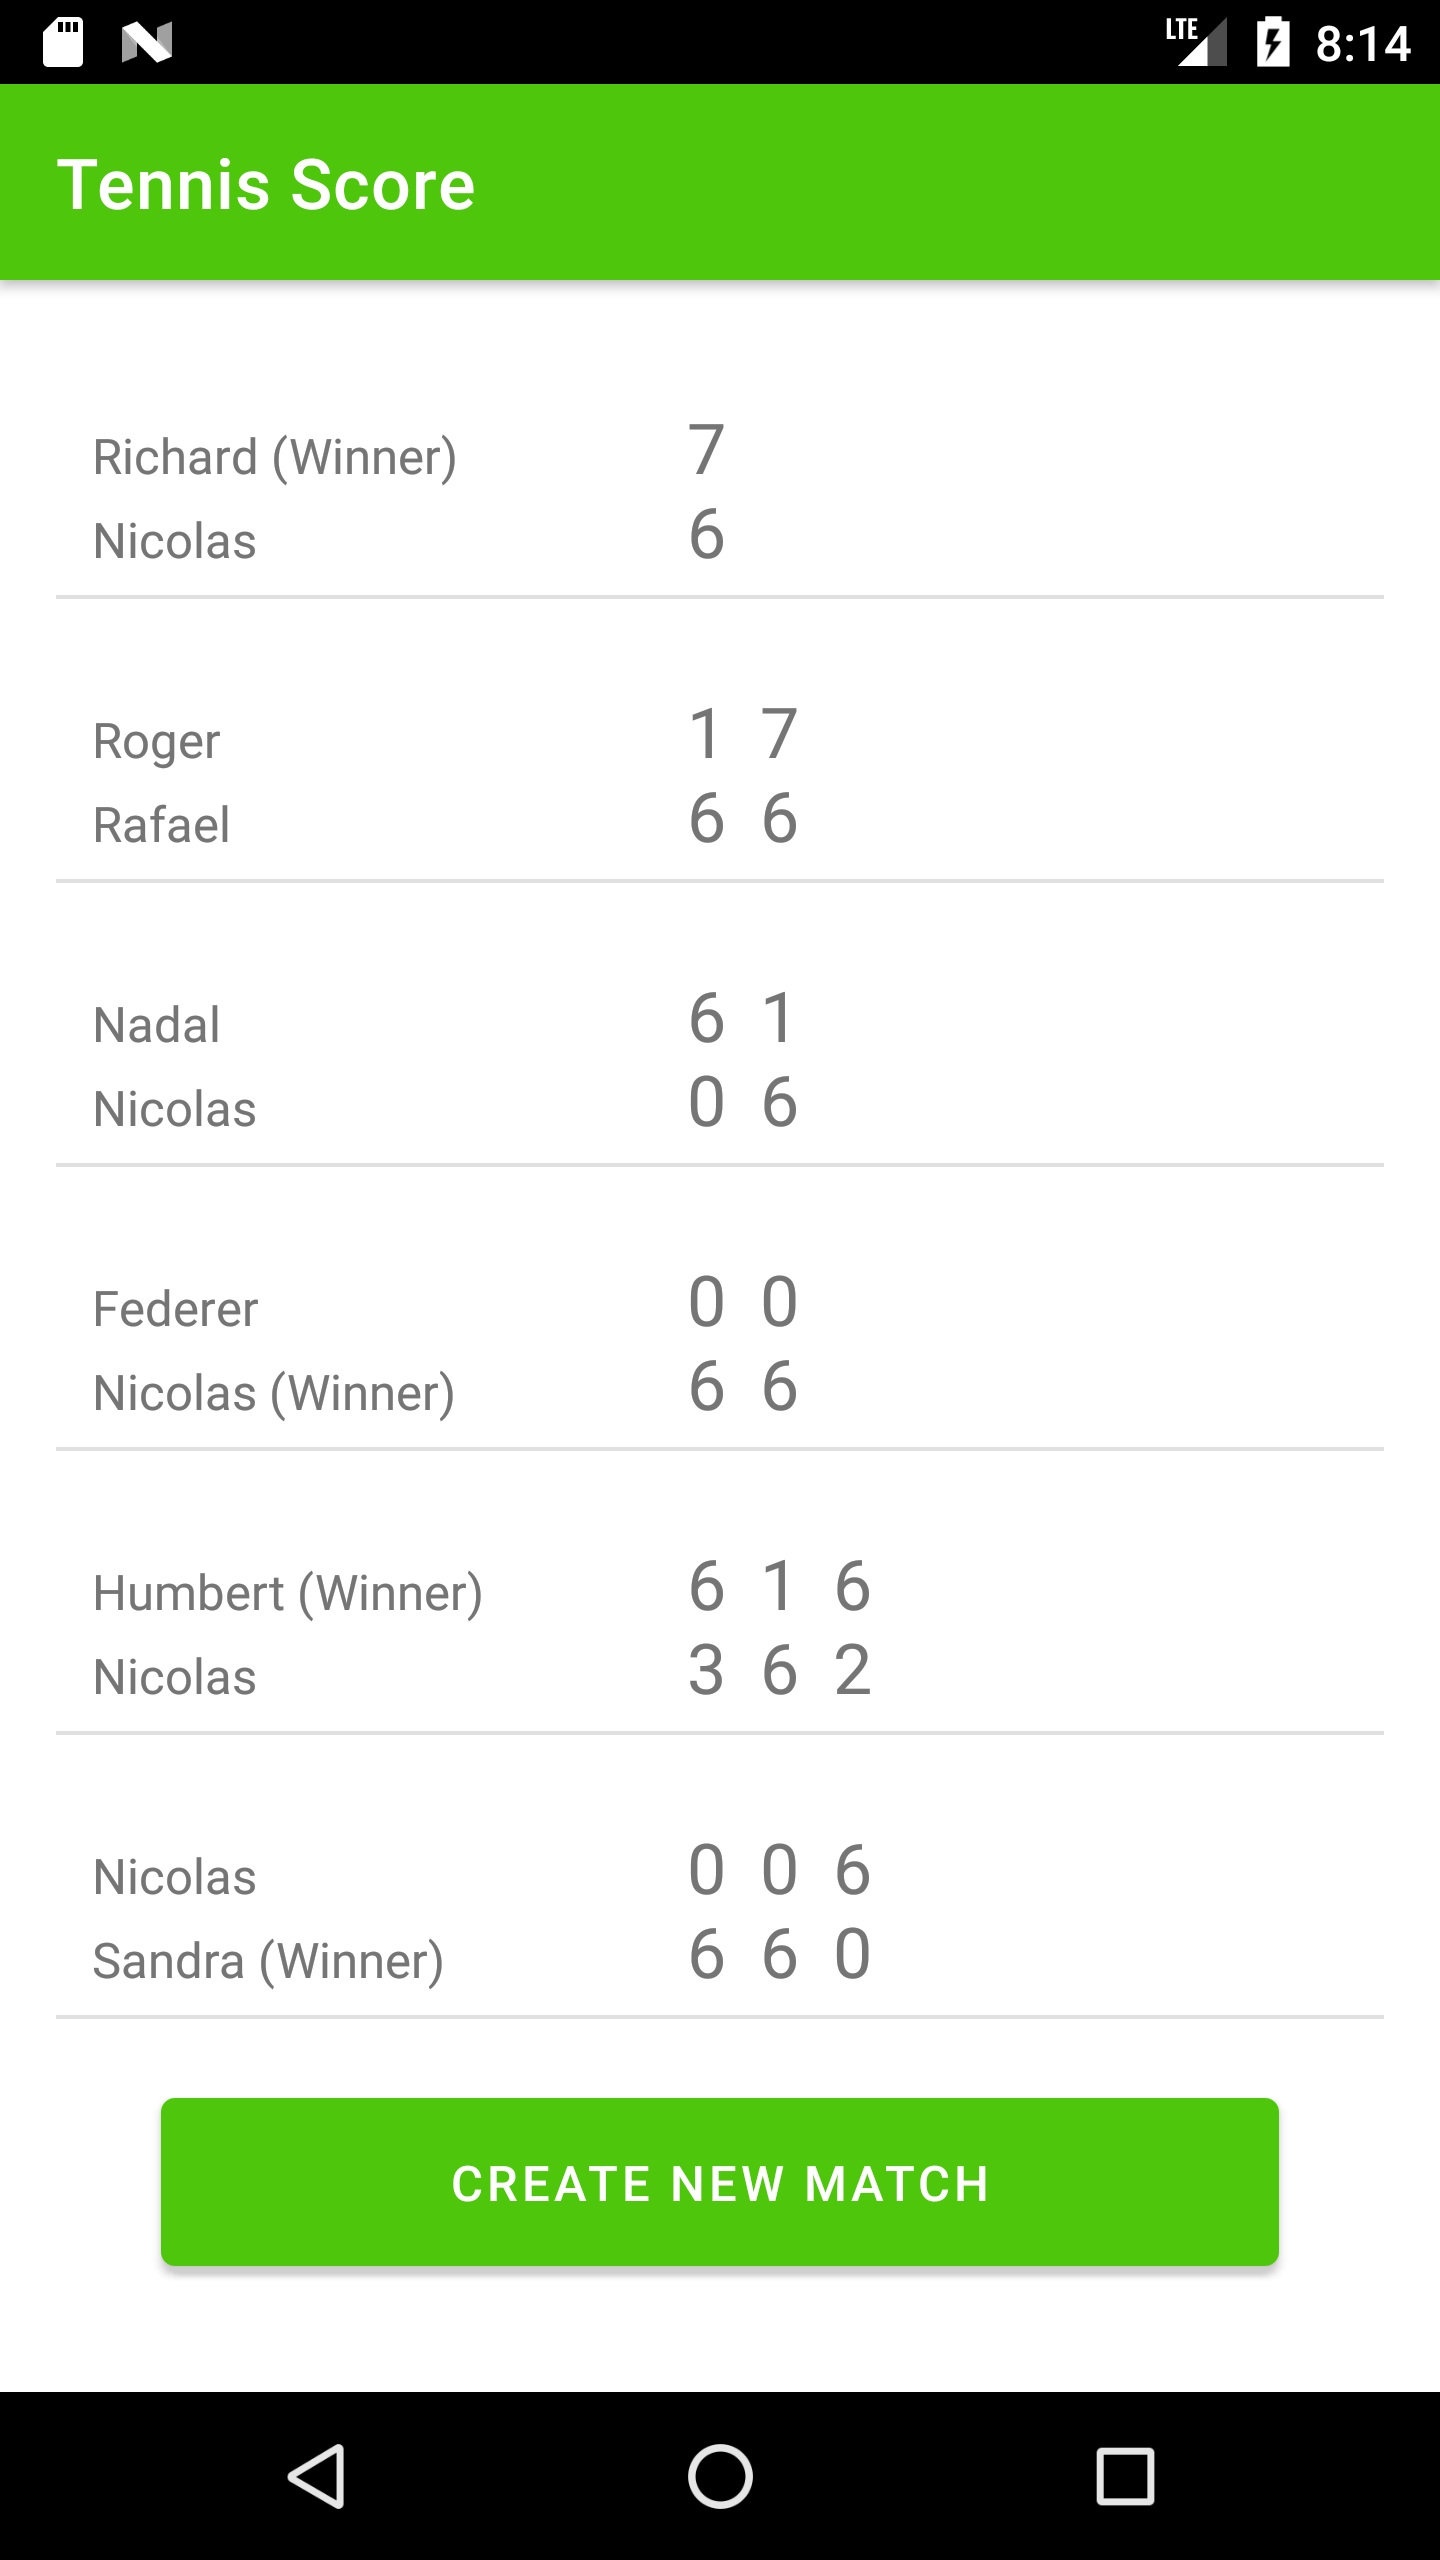 LTE 8:14
Tennis Score
Richard (Winner) 7
Nicolas 6
Roger 1 7
Rafael 6 6
Nadal 6 1
Nicolas 0 6
Federer 0 0
Nicolas (Winner) 6 6
Humbert (Winner) 6 1 6
Nicolas 3 6 2
Nicolas 0 0 6
Sandra (Winner) 6 6 0
CREATE NEW MATCH